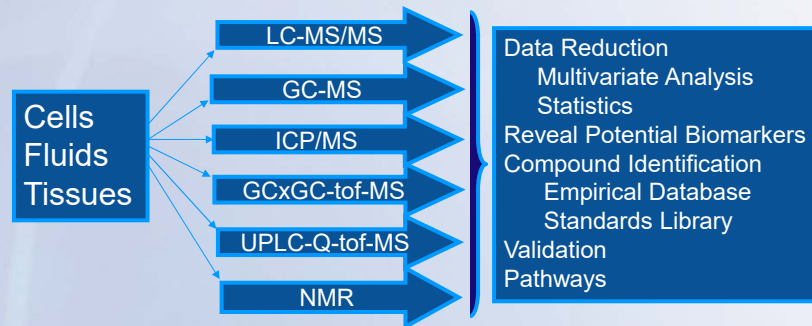 Cells
Fluids
Tissues
LC-MS/MS
GC-MS
ICP/MS
GCxGC-tof-MS
UPLC-Q-tof-MS
NMR
Data Reduction
Multivariate Analysis
Statistics
Reveal Potential Biomarkers
Compound Identification
Empirical Database
Standards Library
Validation
Pathways